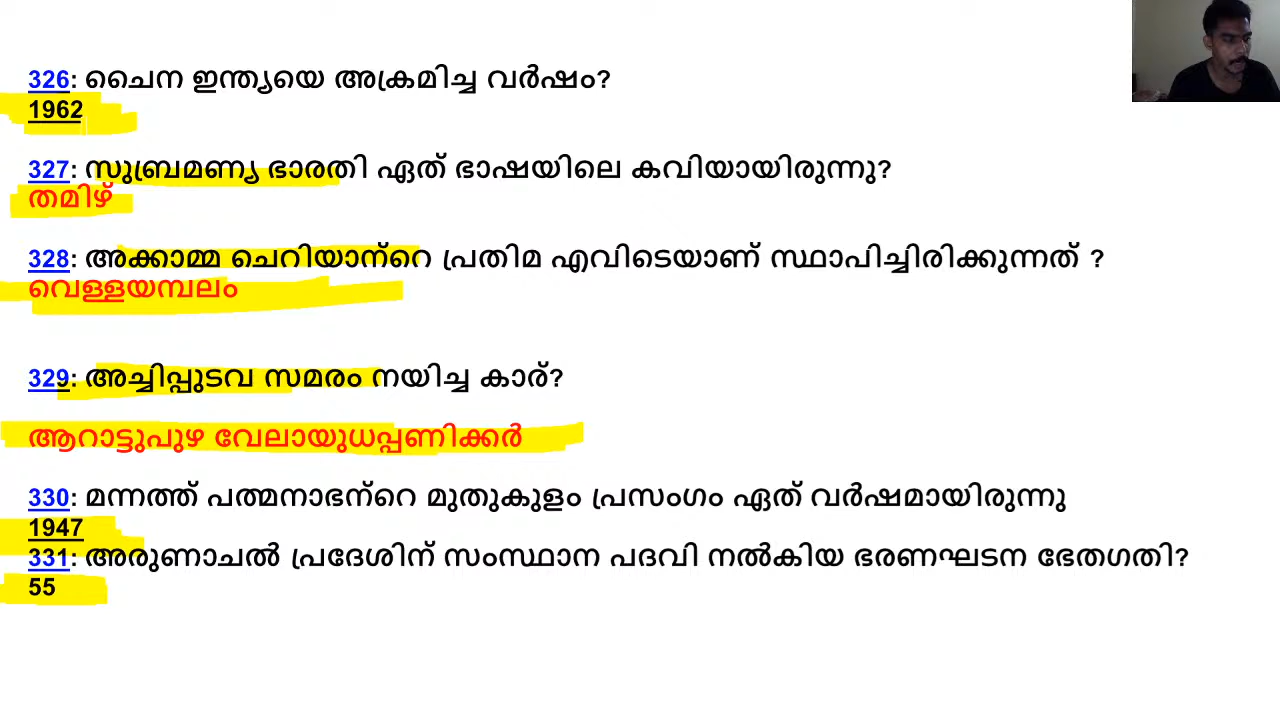 326: ചൈന ഇന്ത്യയെ അക്രമിച്ച വർഷം?
1962
327: സുബ്രമണ്യ ഭാരതി ഏത് ഭാഷയിലെ കവിയായിരുന്നു?
തമിഴ്
328: അക്കാമ്മ ചെറിയാന്റെ പ്രതിമ എവിടെയാണ് സ്ഥാപിച്ചിരിക്കുന്നത് ?
വെള്ളയമ്പലം
329: അച്ചിപ്പുടവ സമരം നയിച്ച കാര്?
ആറാട്ടുപുഴ വേലായുധപ്പണിക്കർ
330: മന്നത്ത് പത്മനാഭന്റെ മുതുകുളം പ്രസംഗം ഏത് വർഷമായിരുന്നു
1947
331: അരുണാചൽ പ്രദേശിന് സംസ്ഥാന പദവി നൽകിയ ഭരണഘടന ഭേതഗതി?
55